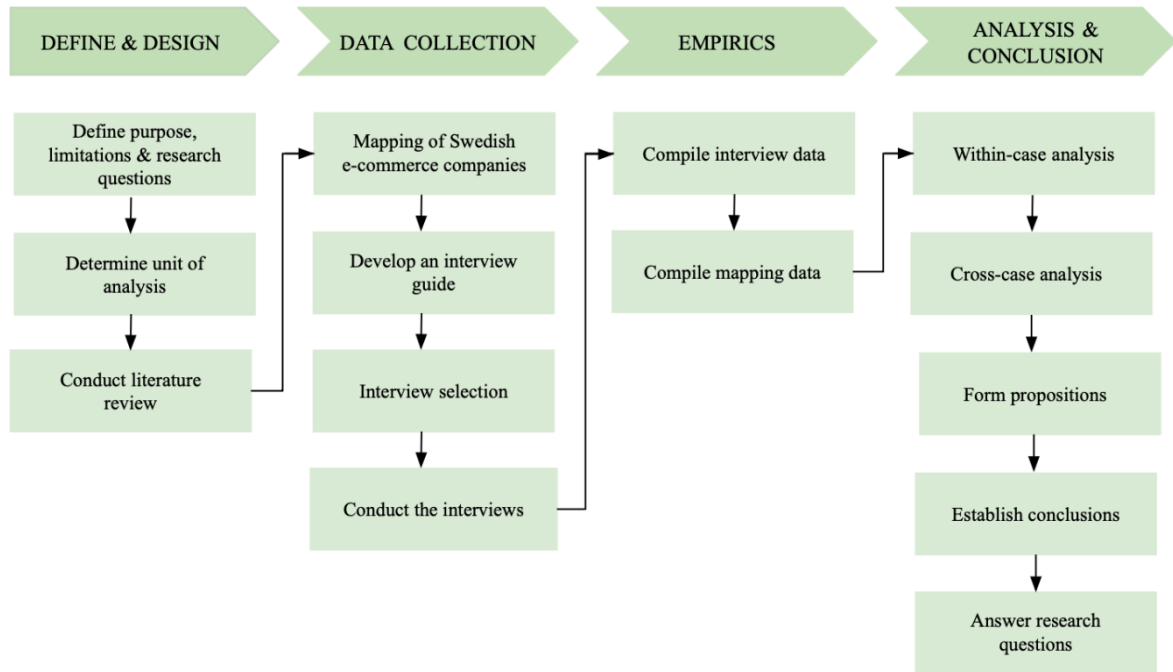 DEFINE & DESIGN
DATA COLLECTION
EMPIRICS
ANALYSIS &
CONCLUSION
Define purpose,
limitations & research
questions
Determine unit of
analysis
Conduct literature
review
Mapping of Swedish
e-commerce companies
Develop an interview
guide
Interview selection
Conduct the interviews
Compile interview data
Compile mapping data
Within-case analysis
Cross-case analysis
Form propositions
Establish conclusions
Answer research
questions